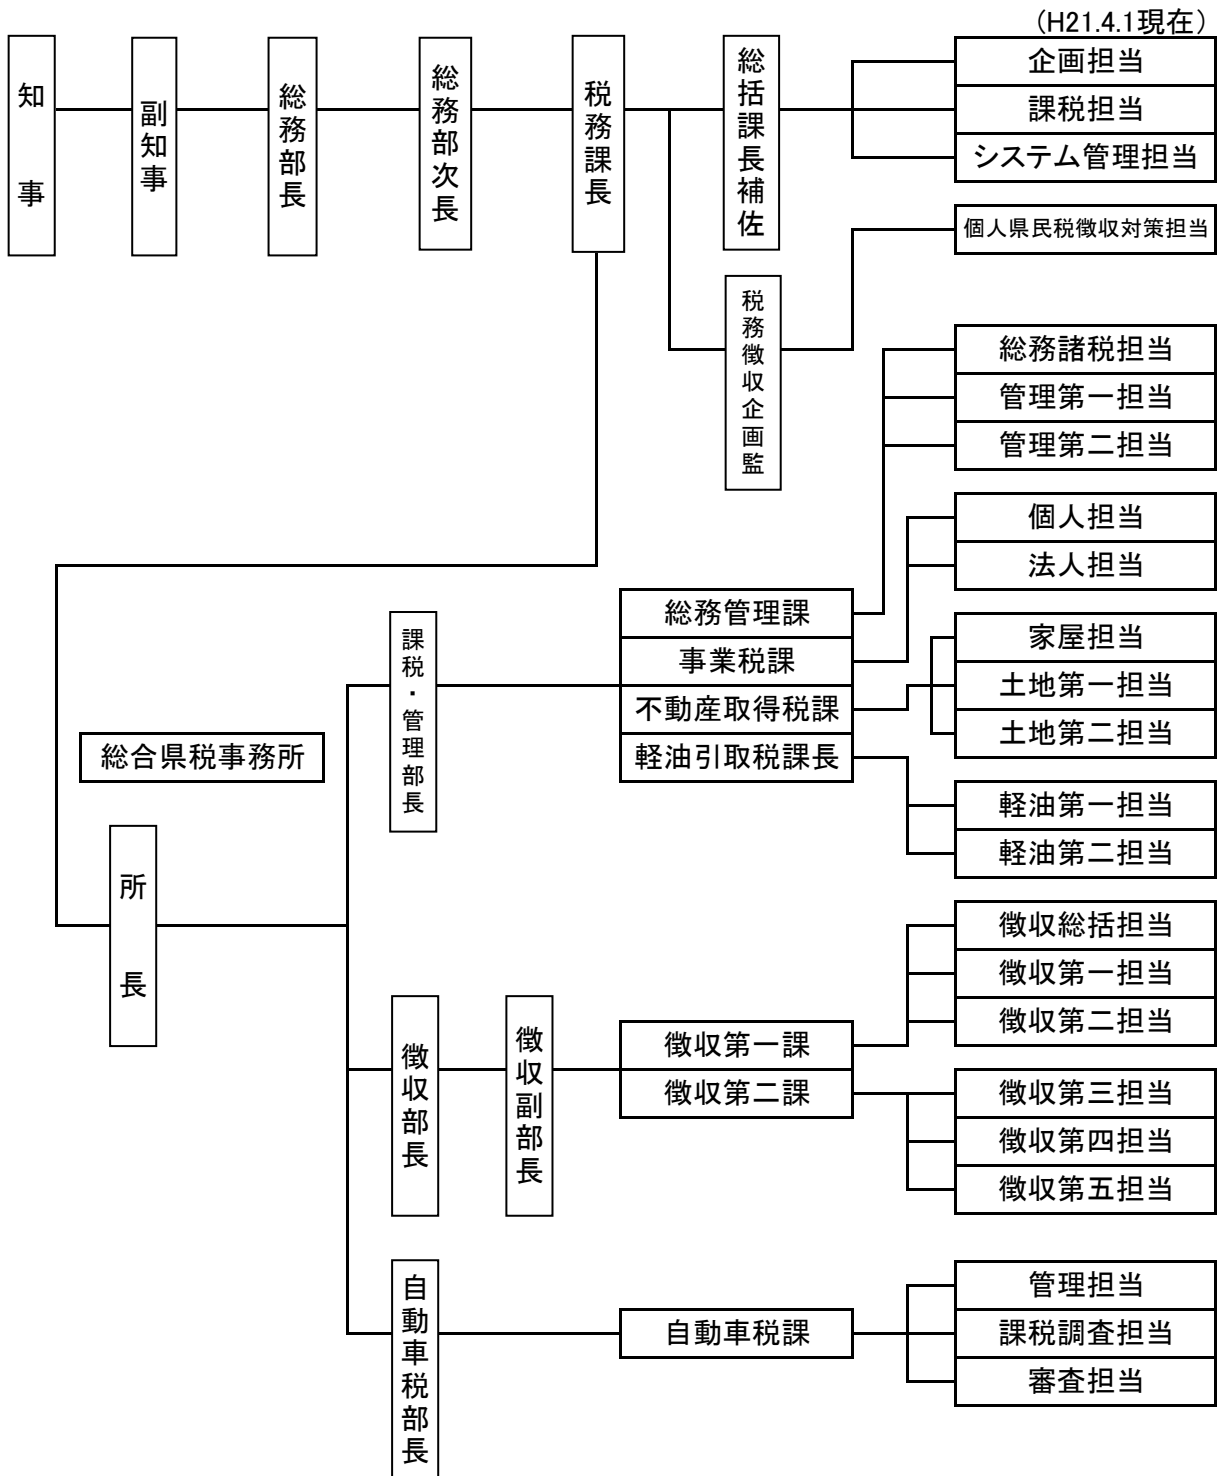 (H21.4.1現在)
知事
副知事
総務部長
総務部次長
税務課長
総括課長補佐
企画担当
課税担当
システム管理担当
個人県民税徴収対策担当
税務徴収企画監
総務諸税担当
管理第一担当
管理第二担当
個人担当
法人担当
総務管理課
事業税課
不動産取得税課
軽油引取税課長
課税・管理部長
家屋担当
土地第一担当
土地第二担当
総合県税事務所
軽油第一担当
軽油第二担当
所長
徴収総括担当
徴収第一担当
徴収第二担当
徴収部長
徴収副部長
徴収第一課
徴収第二課
徴収第三担当
徴収第四担当
徴収第五担当
自動車税部長
自動車税課
管理担当
課税調査担当
審査担当